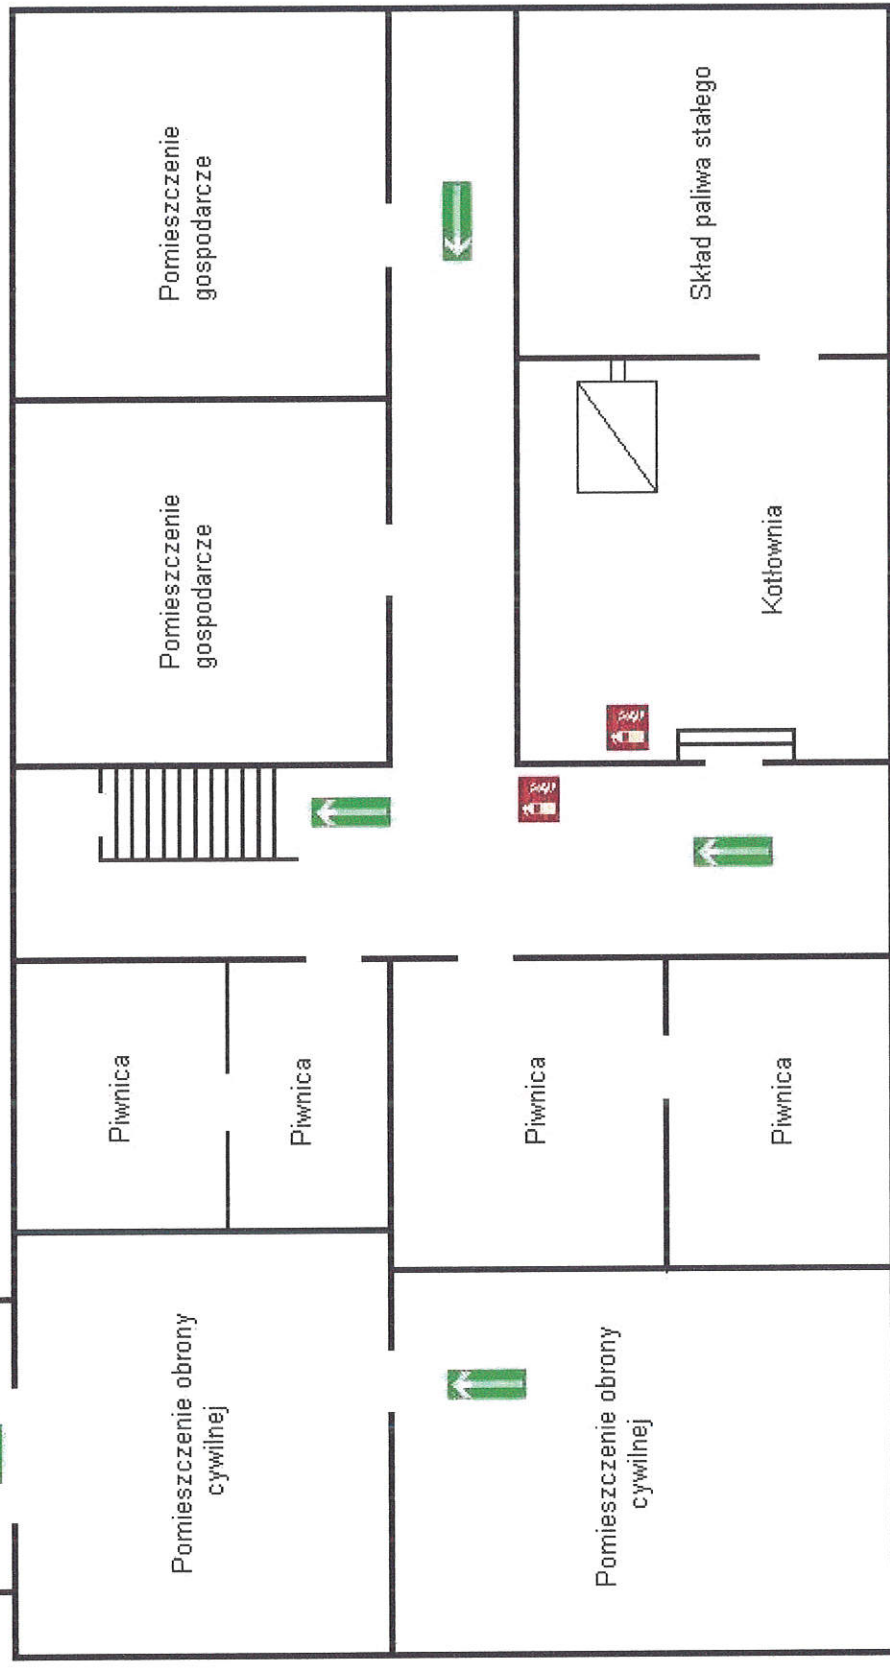 Pomieszczenie
gospodarcze
Pomieszczenie
gospodarcze
Skład paliwa stałego
Kotłownia
Piwnica
Piwnica
Piwnica
Piwnica
Pomieszczenie obrony
cywilnej
Pomieszczenie obrony
cywilnej